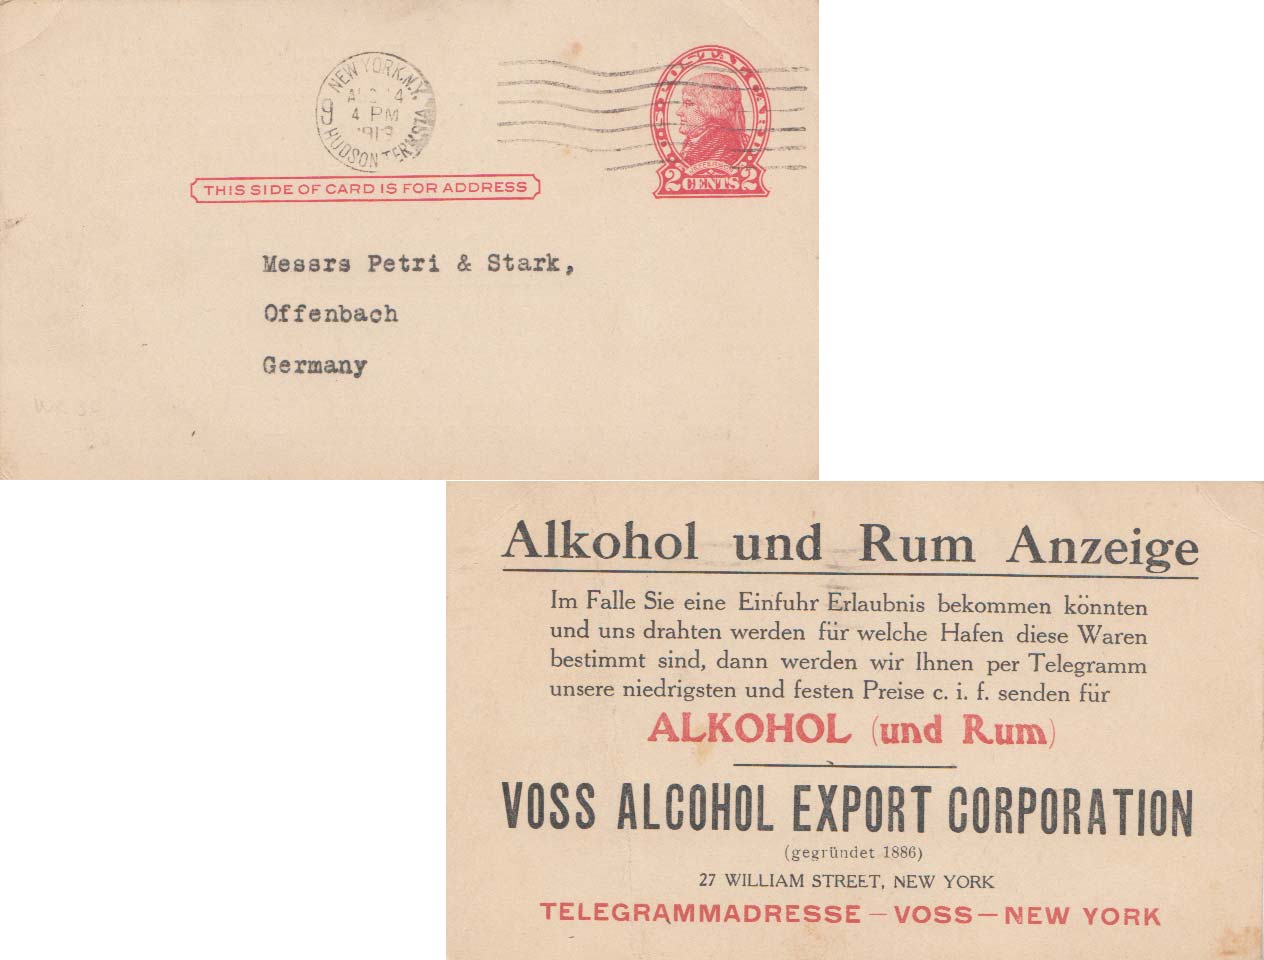 NEW YORK, N.Y.
4 PM
HUDSON TERM STA
9
U.S. POSTAL CARD
JEFFERSON
2 CENTS 2
THIS SIDE OF CARD IS FOR ADDRESS
Messrs Petri & Stark,
Offenbach
Germany
Alkohol und Rum Anzeige
Im Falle Sie eine Einfuhr Erlaubnis bekommen könnten
und uns drahten werden für welche Hafen diese Waren
bestimmt sind, dann werden wir Ihnen per Telegramm
unsere niedrigsten und festen Preise c. i. f. senden für
ALKOHOL (und Rum)
VOSS ALCOHOL EXPORT CORPORATION
(gegründet 1886)
27 WILLIAM STREET, NEW YORK
TELEGRAMMADRESSE — VOSS — NEW YORK